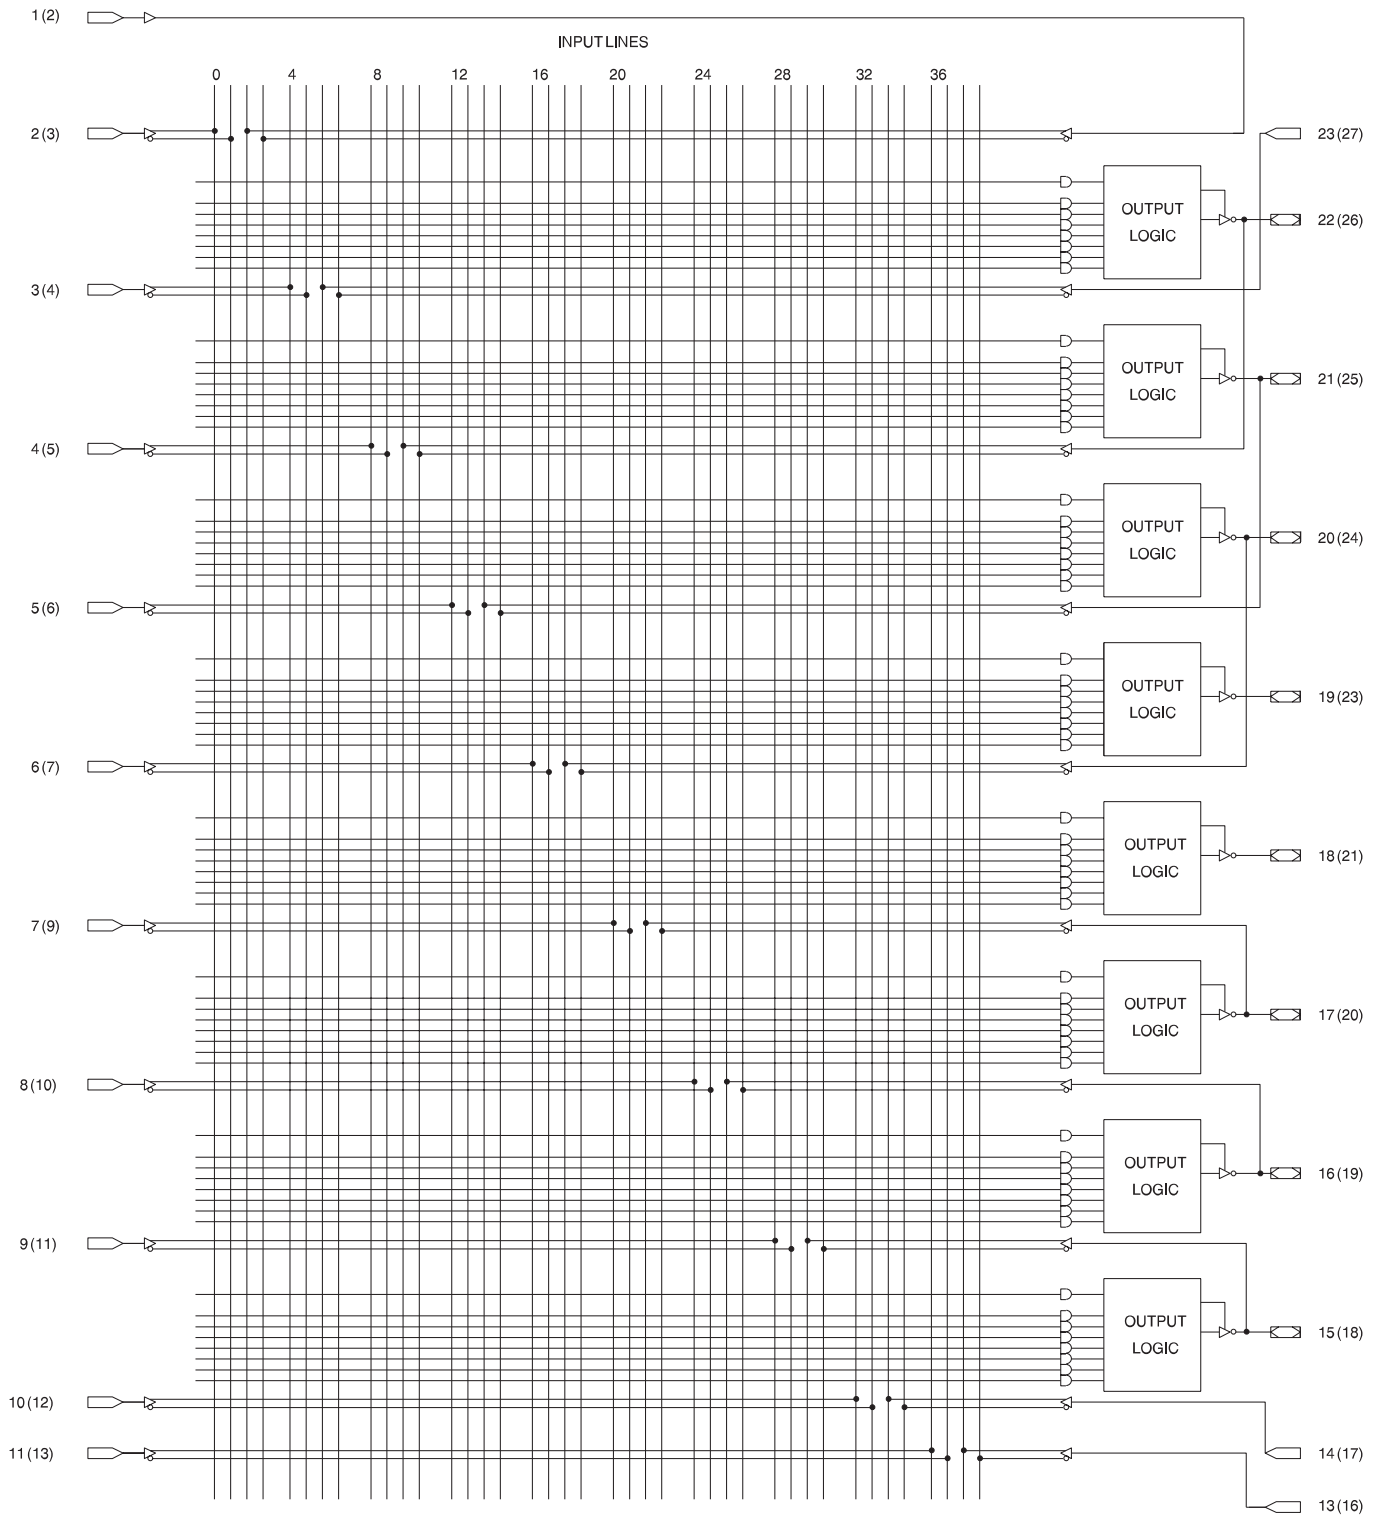 1(2)
INPUT LINES
0 4 8 12 16 20 24 28 32 36
2(3) 23(27)
OUTPUT
LOGIC
22(26)
3(4)
OUTPUT
LOGIC
21(25)
4(5)
OUTPUT
LOGIC
20(24)
5(6)
OUTPUT
LOGIC
19(23)
6(7)
OUTPUT
LOGIC
18(21)
7(9)
OUTPUT
LOGIC
17(20)
8(10)
OUTPUT
LOGIC
16(19)
9(11)
OUTPUT
LOGIC
15(18)
10(12)
11(13) 14(17)
13(16)